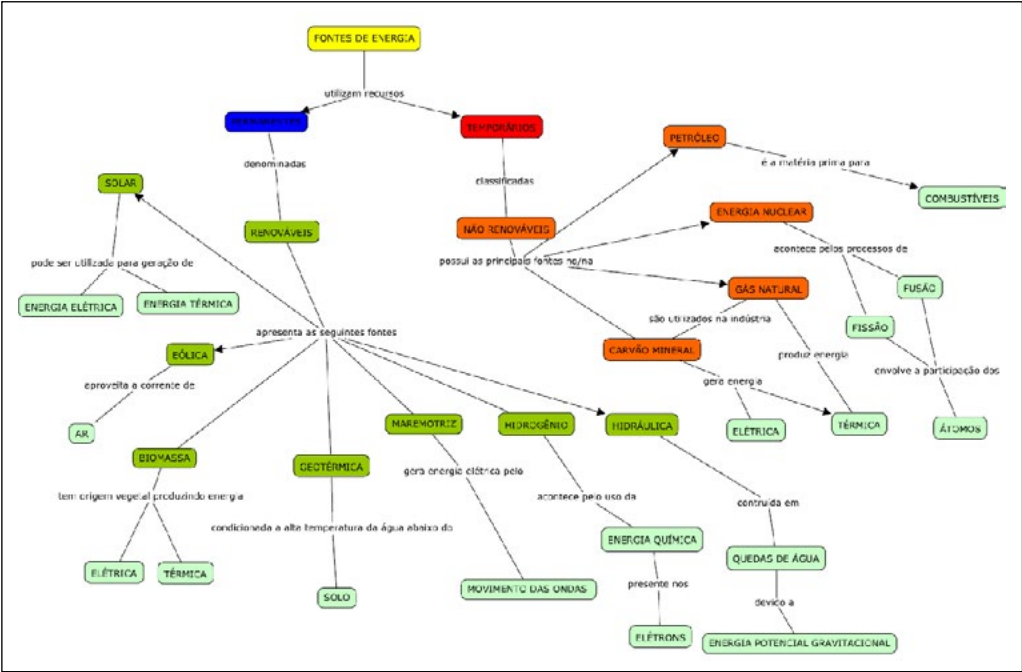 FONTES DE ENERGIA
utilizam recursos
PERMANENTES
TEMPORÁRIOS
PETRÓLEO
é a matéria prima para
COMBUSTÍVEIS
denominadas
classificadas
SOLAR
RENOVÁVEIS
NÃO RENOVÁVEIS
ENERGIA NUCLEAR
acontece pelos processos de
possui as principais fontes no/na
pode ser utilizada para geração de
ENERGIA ELÉTRICA
ENERGIA TÉRMICA
GÁS NATURAL
FUSÃO
são utilizados na indústria
FISSÃO
apresenta as seguintes fontes
EÓLICA
CARVÃO MINERAL
produz energia
envolve a participação dos
aproveita a corrente de
gera energia
AR
MAREMOTRIZ
HIDROGÊNIO
HIDRÁULICA
ELÉTRICA
TÉRMICA
ÁTOMOS
BIOMASSA
GEOTÉRMICA
gera energia elétrica pelo
tem origem vegetal produzindo energia
acontece pelo uso da
contruída em
condicionada a alta temperatura da água abaixo do
ENERGIA QUÍMICA
QUEDAS DE ÁGUA
ELÉTRICA
TÉRMICA
SOLO
MOVIMENTO DAS ONDAS
presente nos
devido a
ELÉTRONS
ENERGIA POTENCIAL GRAVITACIONAL